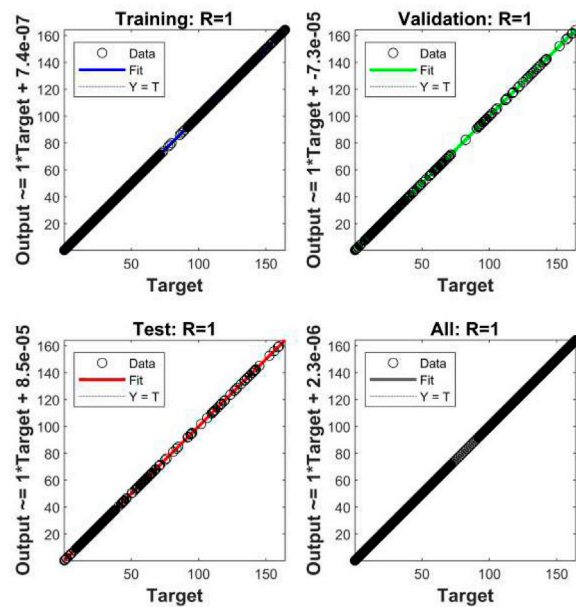 Training: R=1
Output ~= 1*Target + 7.4e-07
160
140
120
100
80
60
40
20
Data
Fit
Y = T
50
100
150
Target
Validation: R=1
Output ~= 1*Target + -7.3e-05
160
140
120
100
80
60
40
20
Data
Fit
Y = T
50
100
150
Target
Test: R=1
Output ~= 1*Target + 8.5e-05
160
140
120
100
80
60
40
20
Data
Fit
Y = T
50
100
150
Target
All: R=1
Output ~= 1*Target + 2.3e-06
160
140
120
100
80
60
40
20
Data
Fit
Y = T
50
100
150
Target